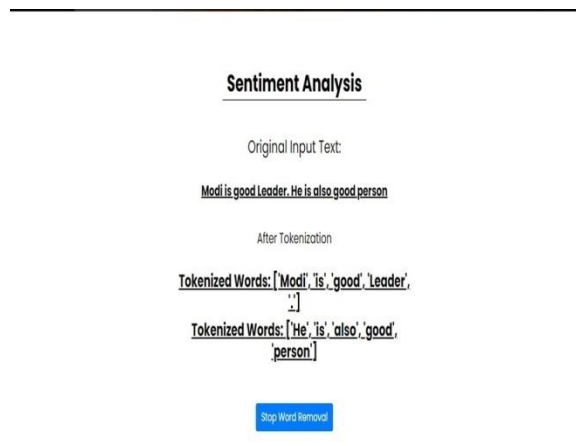 Sentiment Analysis
Original Input Text:
Modi is good Leader. He is also good person
After Tokenization
Tokenized Words: ['Modi', 'is', 'good', 'Leader',
'.']
Tokenized Words: ['He', 'is', 'also', 'good',
'person']
Stop Word Removal